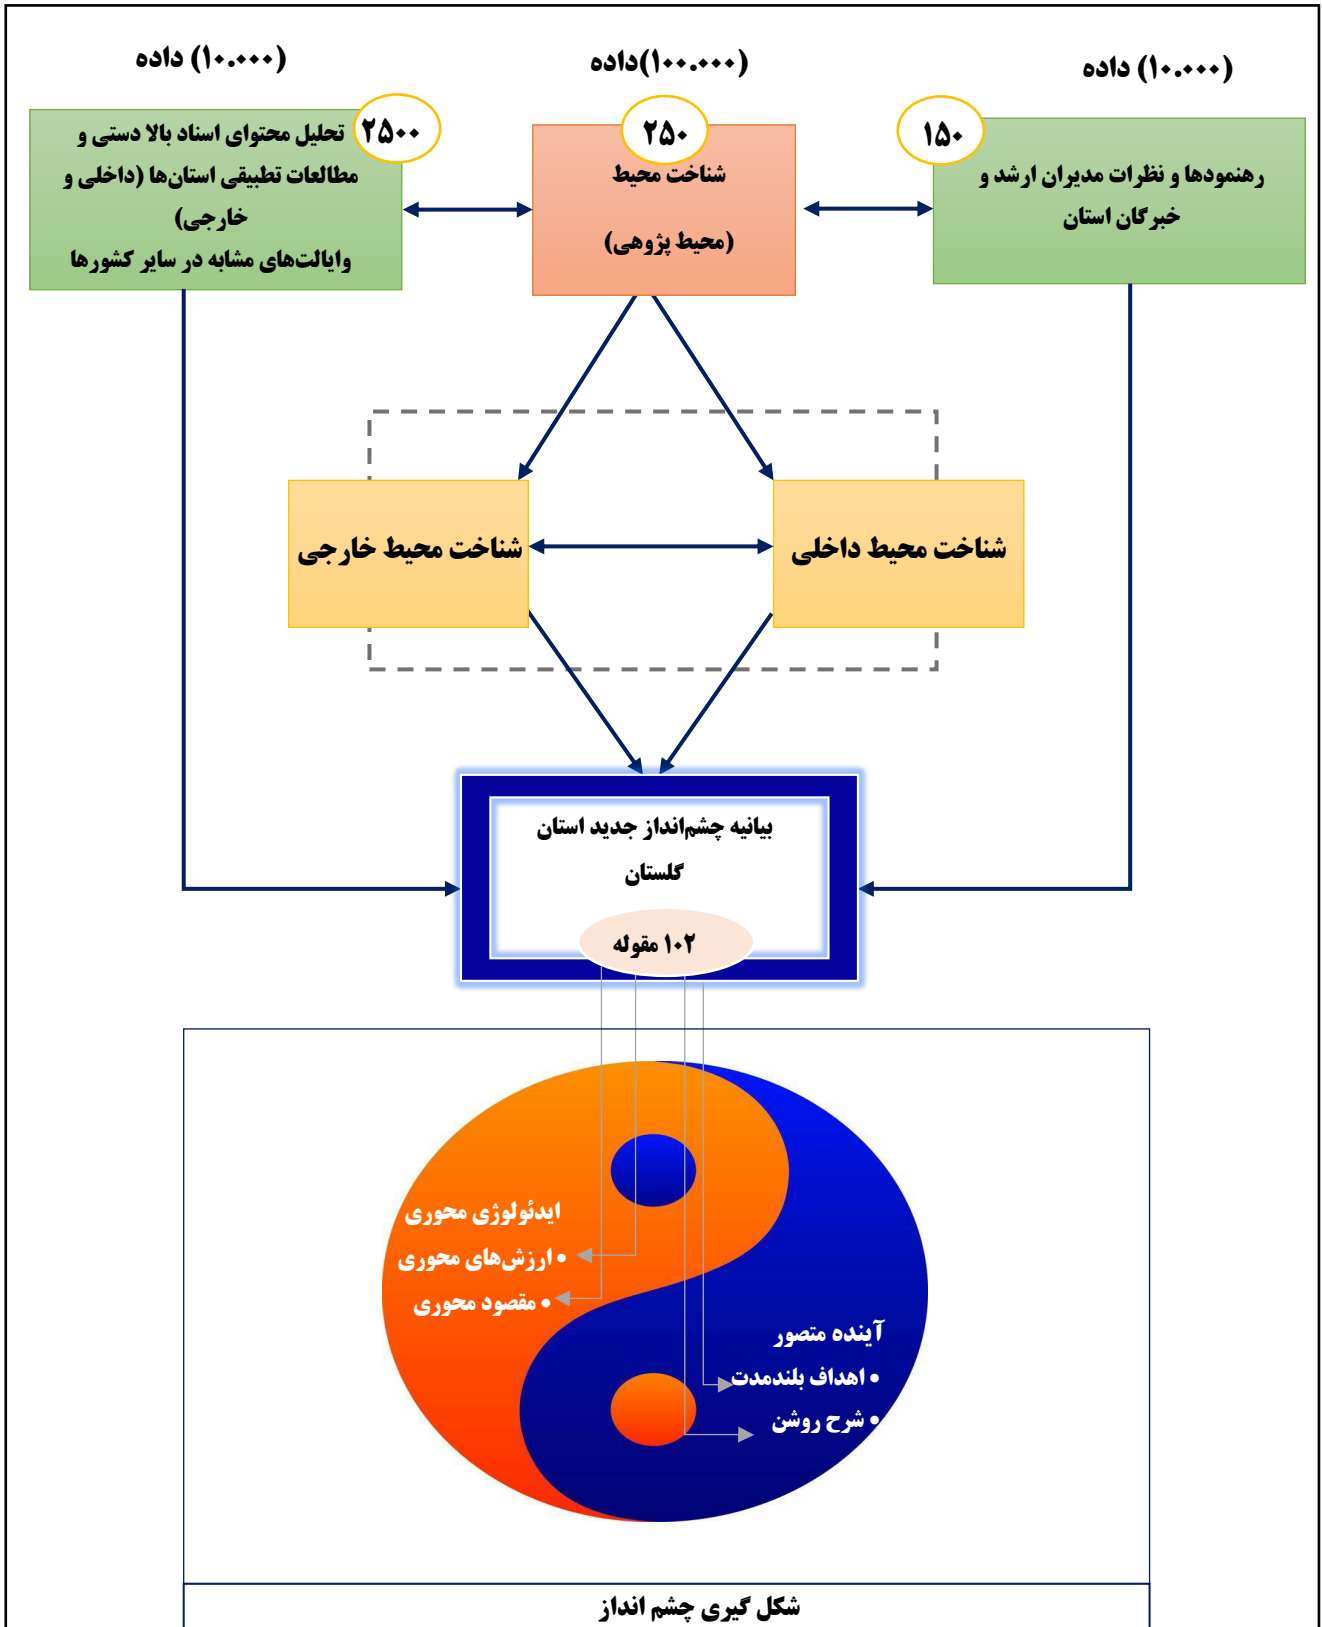 (۱۰.۰۰۰) داده
(۱۰۰.۰۰۰)داده
(۱۰.۰۰۰) داده
۱۵۰
رهنمودها و نظرات مدیران ارشد و
خبرگان استان
۲۵۰
شناخت محیط
(محیط پژوهی)
۲۵۰۰
تحلیل محتوای اسناد بالا دستی و
مطالعات تطبیقی استان‌ها (داخلی و
خارجی)
وایالت‌های مشابه در سایر کشورها
شناخت محیط داخلی
شناخت محیط خارجی
بیانیه چشم‌انداز جدید استان
گلستان
۱۰۲ مقوله
ایدئولوژی محوری
• ارزش‌های محوری
• مقصود محوری
آینده متصور
• اهداف بلندمدت
• شرح روشن
شکل گیری چشم انداز